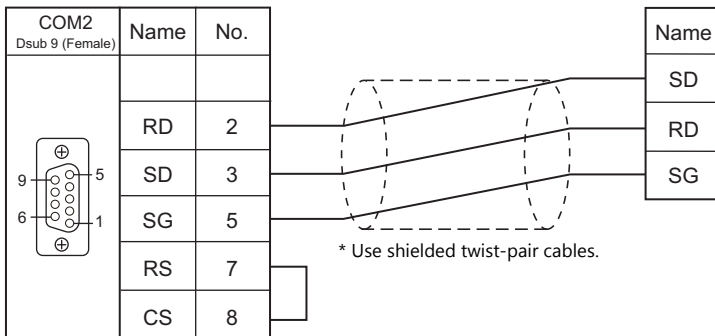 COM2
Dsub 9 (Female)
Name No.
RD 2
SD 3
SG 5
RS 7
CS 8
9 5
6 1
* Use shielded twist-pair cables.
Name
SD
RD
SG